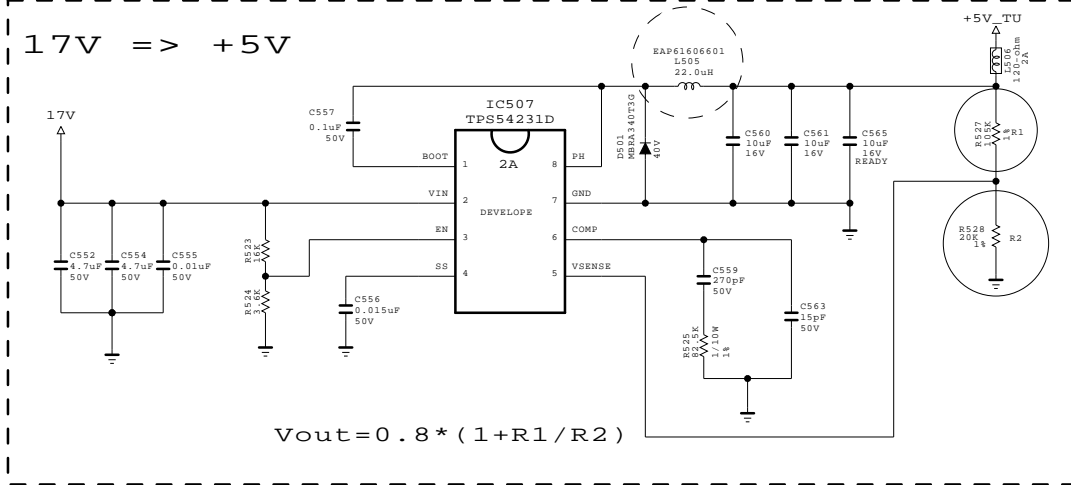 17V => +5V
+5V_TU
L506
120-ohm
2A
EAP61606601
L505
22.0uH
IC507
TPS54231D
2A
DEVELOPE
BOOT
1
VIN
2
EN
3
SS
4
PH
8
GND
7
COMP
6
VSENSE
5
17V
C557
0.1uF
50V
D501
MBRA340T3G
40V
C560
10uF
16V
C561
10uF
16V
C565
10uF
16V
READY
R527
105K
1%
R1
R528
20K
1%
R2
C552
4.7uF
50V
C554
4.7uF
50V
C555
0.01uF
50V
R523
16K
R524
3.6K
C556
0.015uF
50V
C559
270pF
50V
R525
82.5K
1/10W
1%
C563
15pF
50V
Vout=0.8*(1+R1/R2)